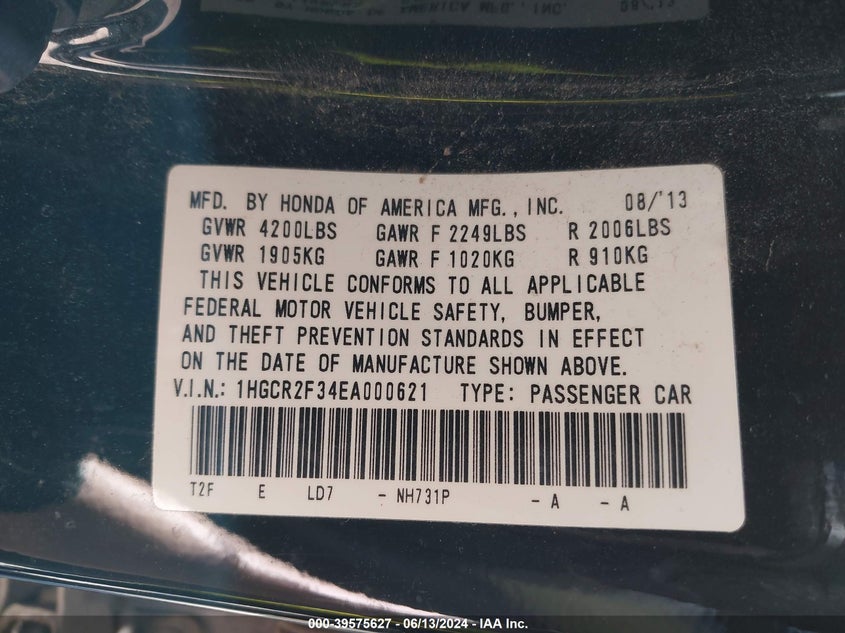 AMERICA MFG., INC.
MFD. BY HONDA OF AMERICA MFG., INC. 08/'13
GVWR 4200LBS GAWR F 2249LBS R 2006LBS
GVWR 1905KG GAWR F 1020KG R 910KG
THIS VEHICLE CONFORMS TO ALL APPLICABLE
FEDERAL MOTOR VEHICLE SAFETY, BUMPER,
AND THEFT PREVENTION STANDARDS IN EFFECT
ON THE DATE OF MANUFACTURE SHOWN ABOVE.
V.I.N.: 1HGCR2F34EA000621 TYPE: PASSENGER CAR
T2F E LD7 - NH731P - A - A
000-39575627 - 06/13/2024 - IAA Inc.